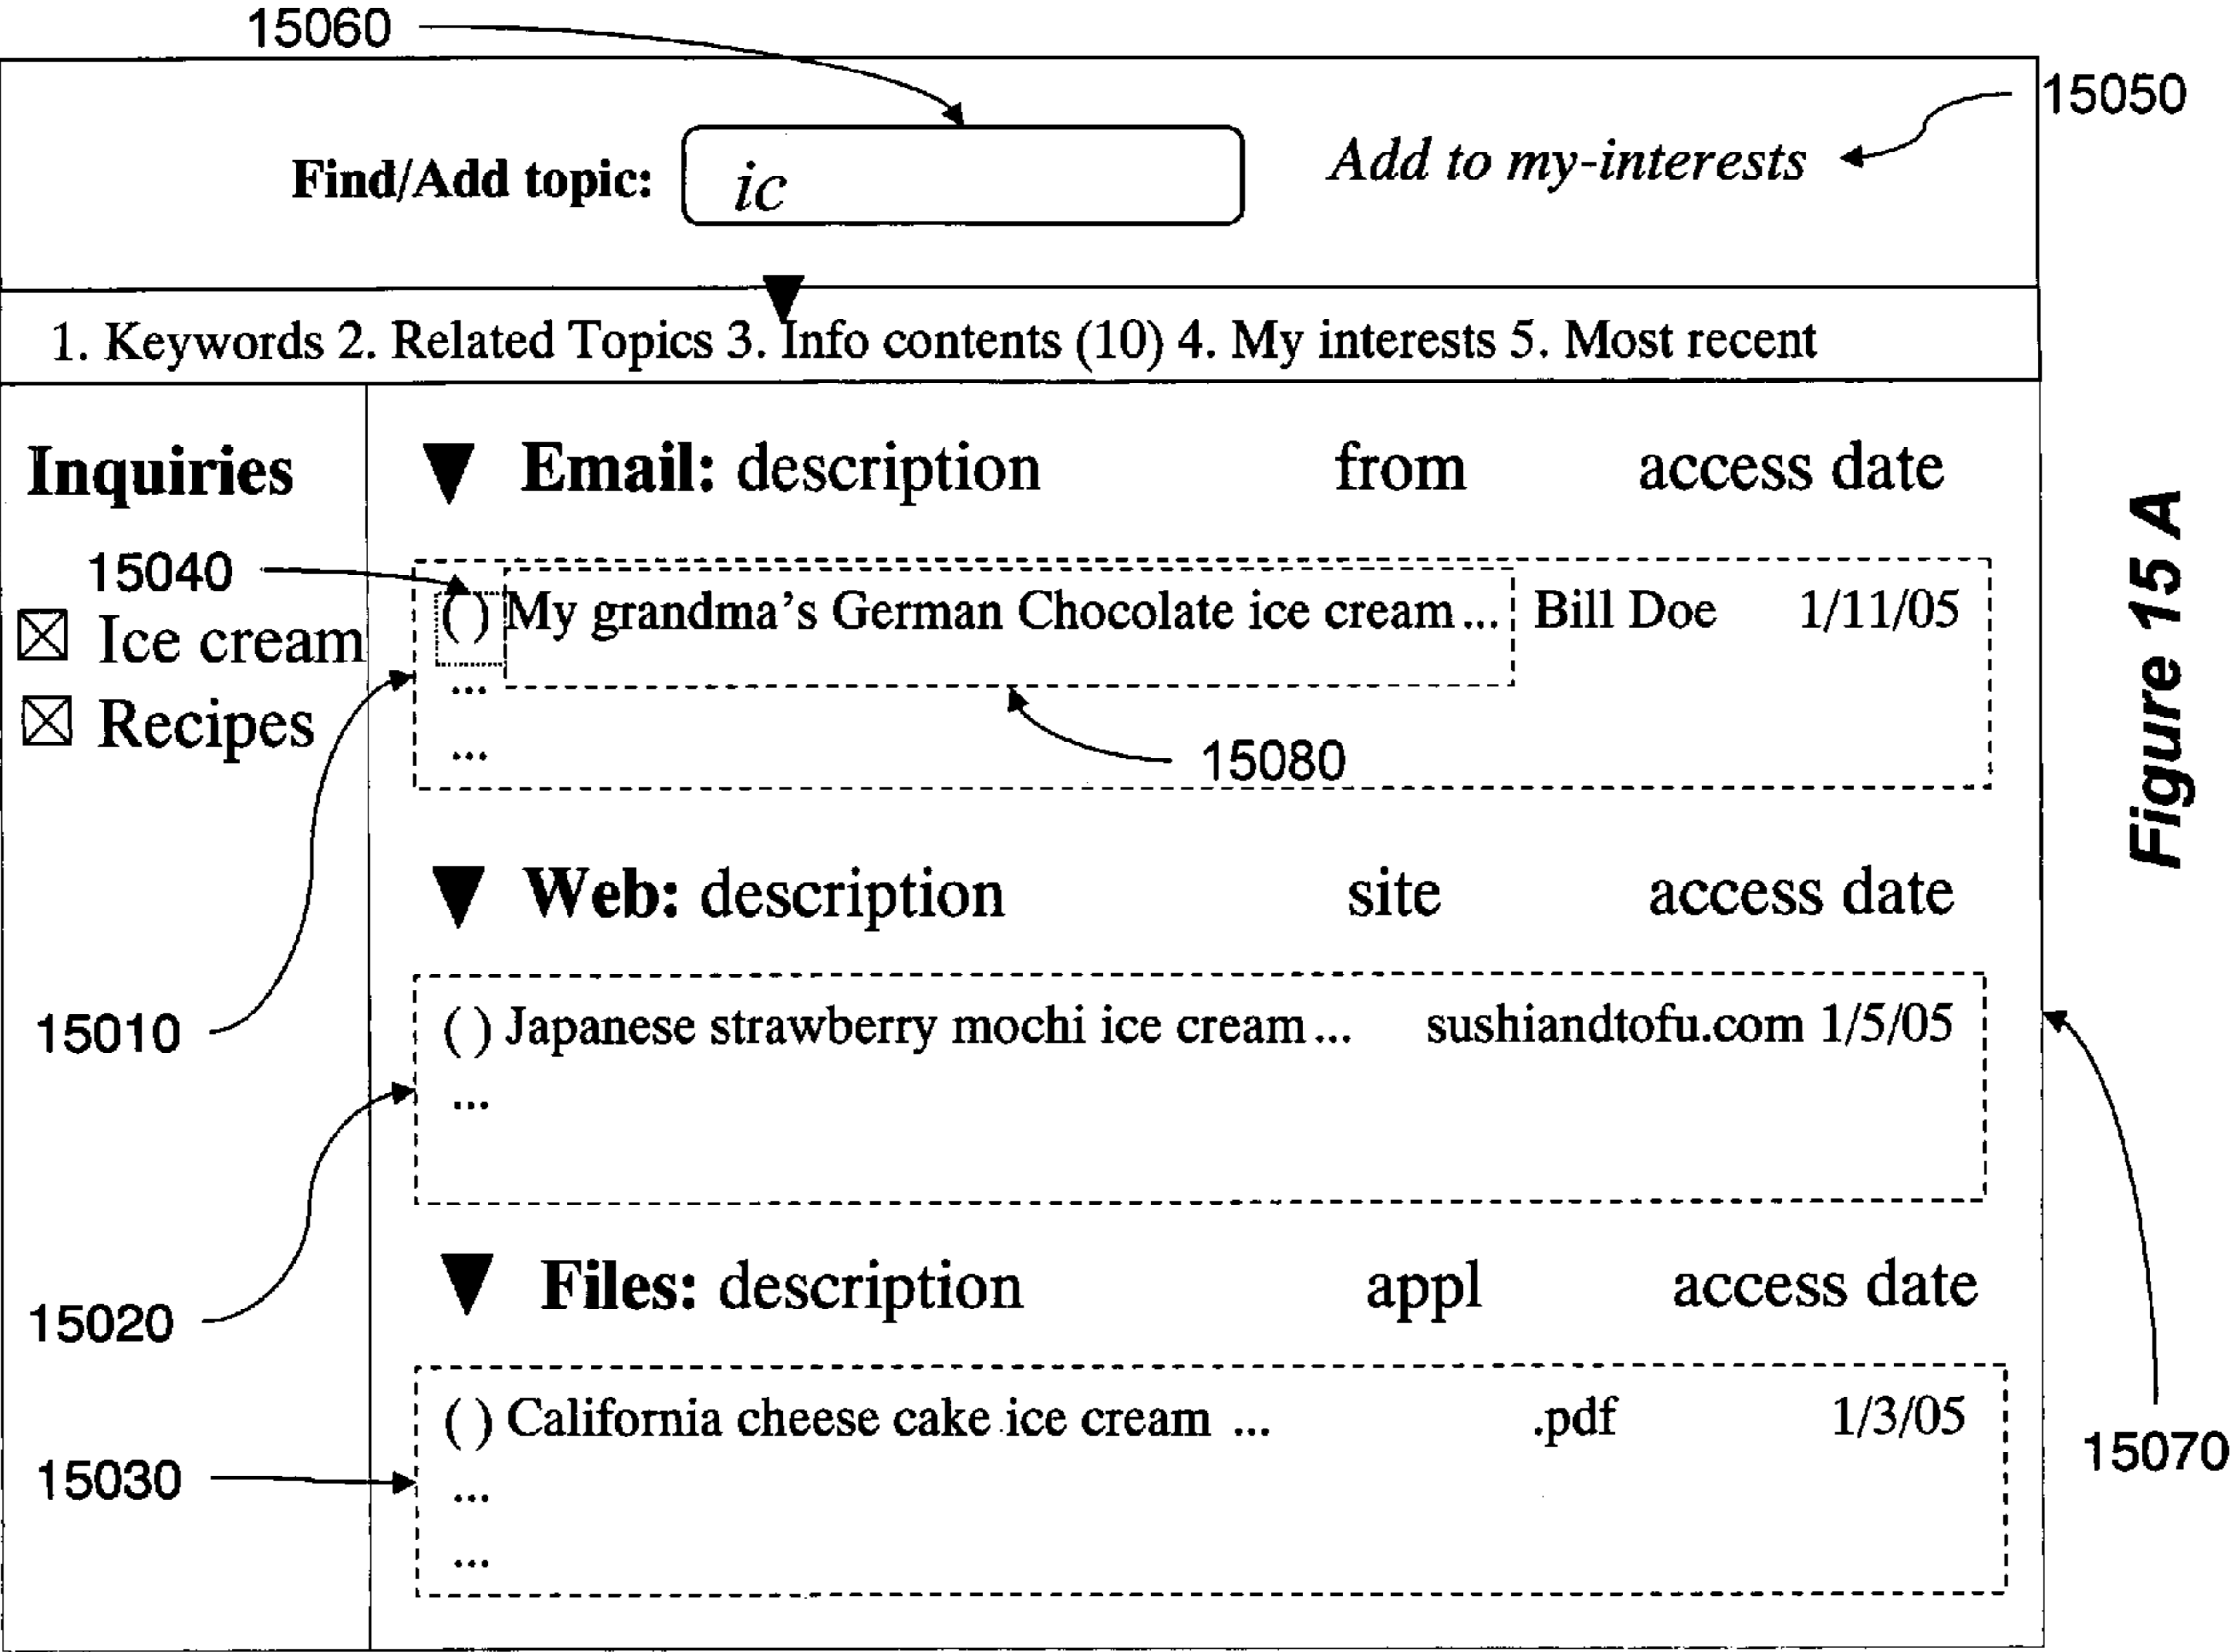 15060
15050
Find/Add topic: ic Add to my-interests
1. Keywords 2. Related Topics 3. Info contents (10) 4. My interests 5. Most recent
Inquiries
15040
Ice cream
Recipes
15010
15020
15030
Email: description from access date
( ) My grandma's German Chocolate ice cream... Bill Doe 1/11/05
...
...
15080
Web: description site access date
( ) Japanese strawberry mochi ice cream... sushiandtofu.com 1/5/05
...
Files: description appl access date
( ) California cheese cake ice cream ... .pdf 1/3/05
...
...
15070
Figure 15 A